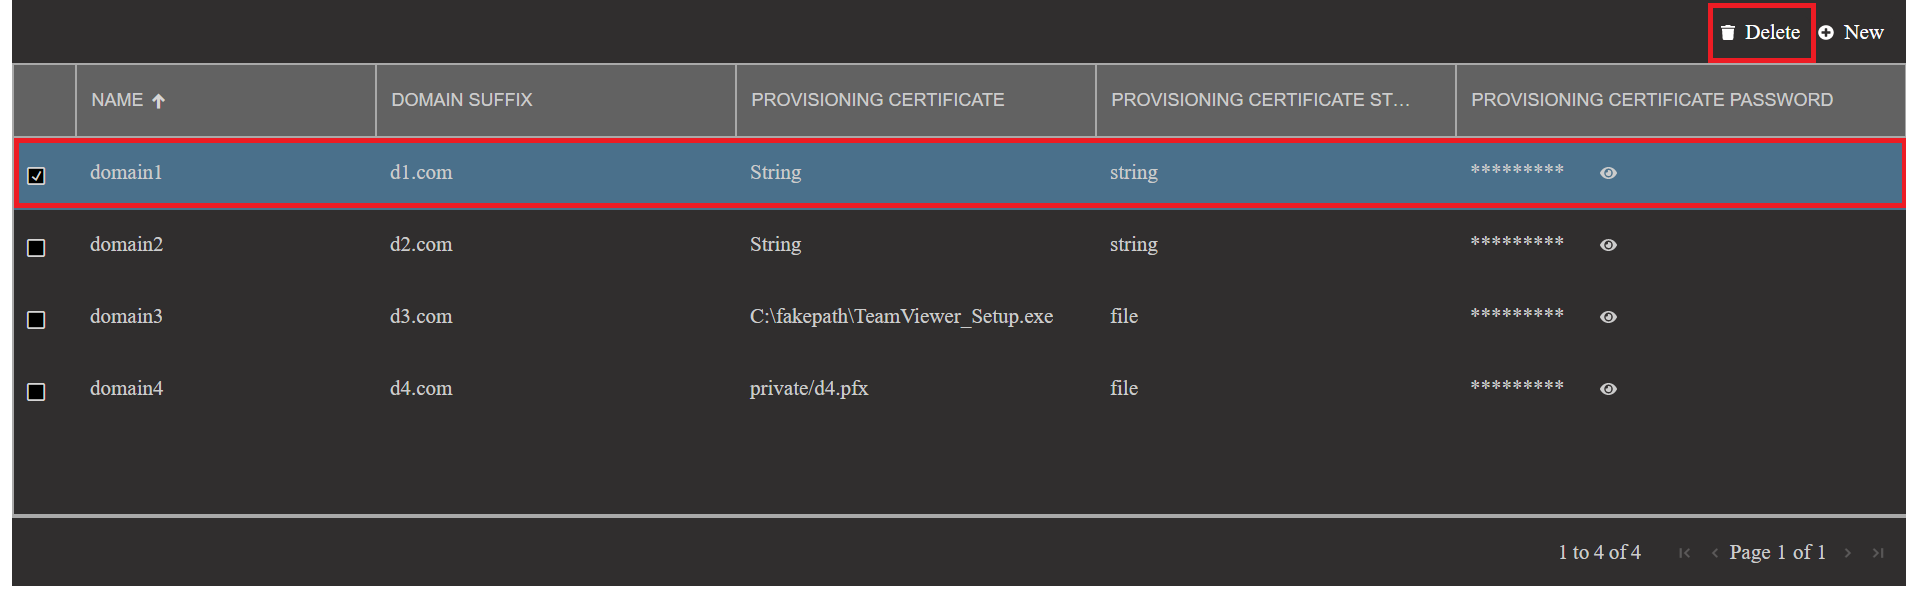 Delete New
NAME DOMAIN SUFFIX PROVISIONING CERTIFICATE PROVISIONING CERTIFICATE ST... PROVISIONING CERTIFICATE PASSWORD
domain1 d1.com String string *********
domain2 d2.com String string *********
domain3 d3.com C:\fakepath\TeamViewer_Setup.exe file *********
domain4 d4.com private/d4.pfx file *********
1 to 4 of 4 Page 1 of 1